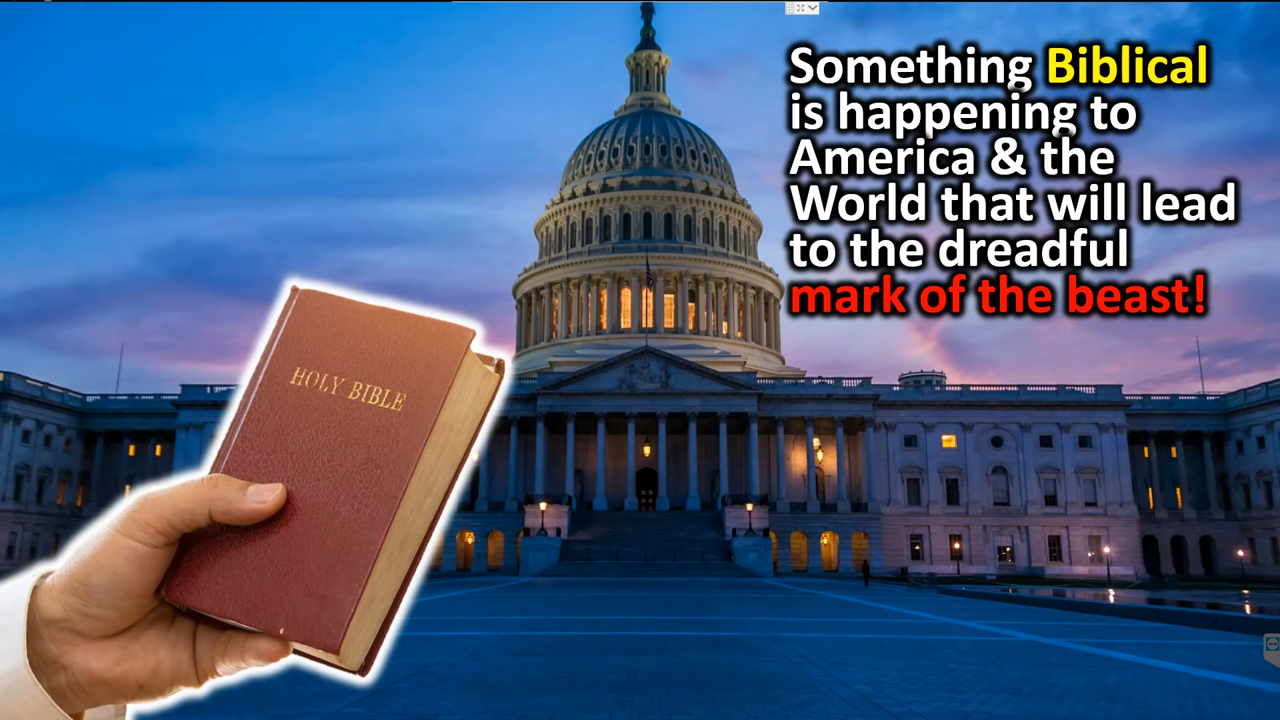 Something Biblical
is happening to
America & the
World that will lead
to the dreadful
mark of the beast!
HOLY BIBLE